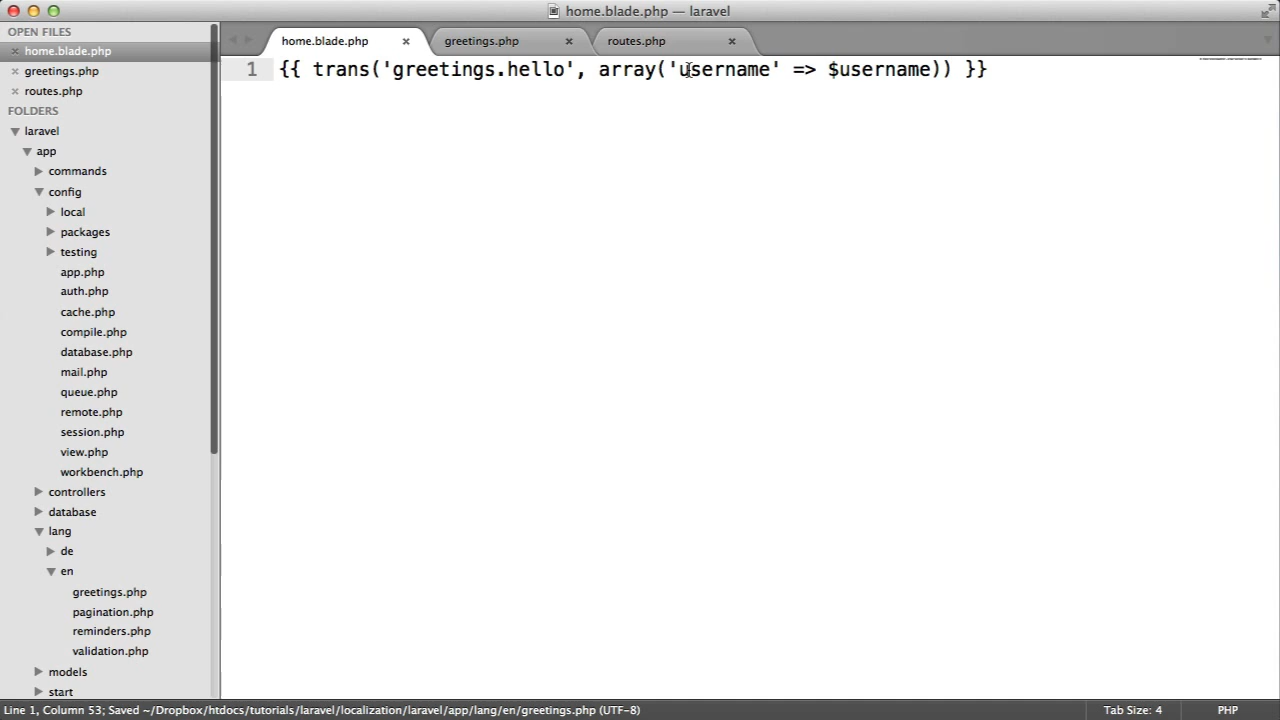 home.blade.php — laravel
OPEN FILES
home.blade.php
greetings.php
routes.php
FOLDERS
laravel
app
commands
config
local
packages
testing
app.php
auth.php
cache.php
compile.php
database.php
mail.php
queue.php
remote.php
session.php
view.php
workbench.php
controllers
database
lang
de
en
greetings.php
pagination.php
reminders.php
validation.php
models
start
home.blade.php
greetings.php
routes.php
1 {{ trans('greetings.hello', array('username' => $username)) }}
Line 1, Column 53; Saved ~/Dropbox/htdocs/tutorials/laravel/localization/laravel/app/lang/en/greetings.php (UTF-8)
Tab Size: 4
PHP